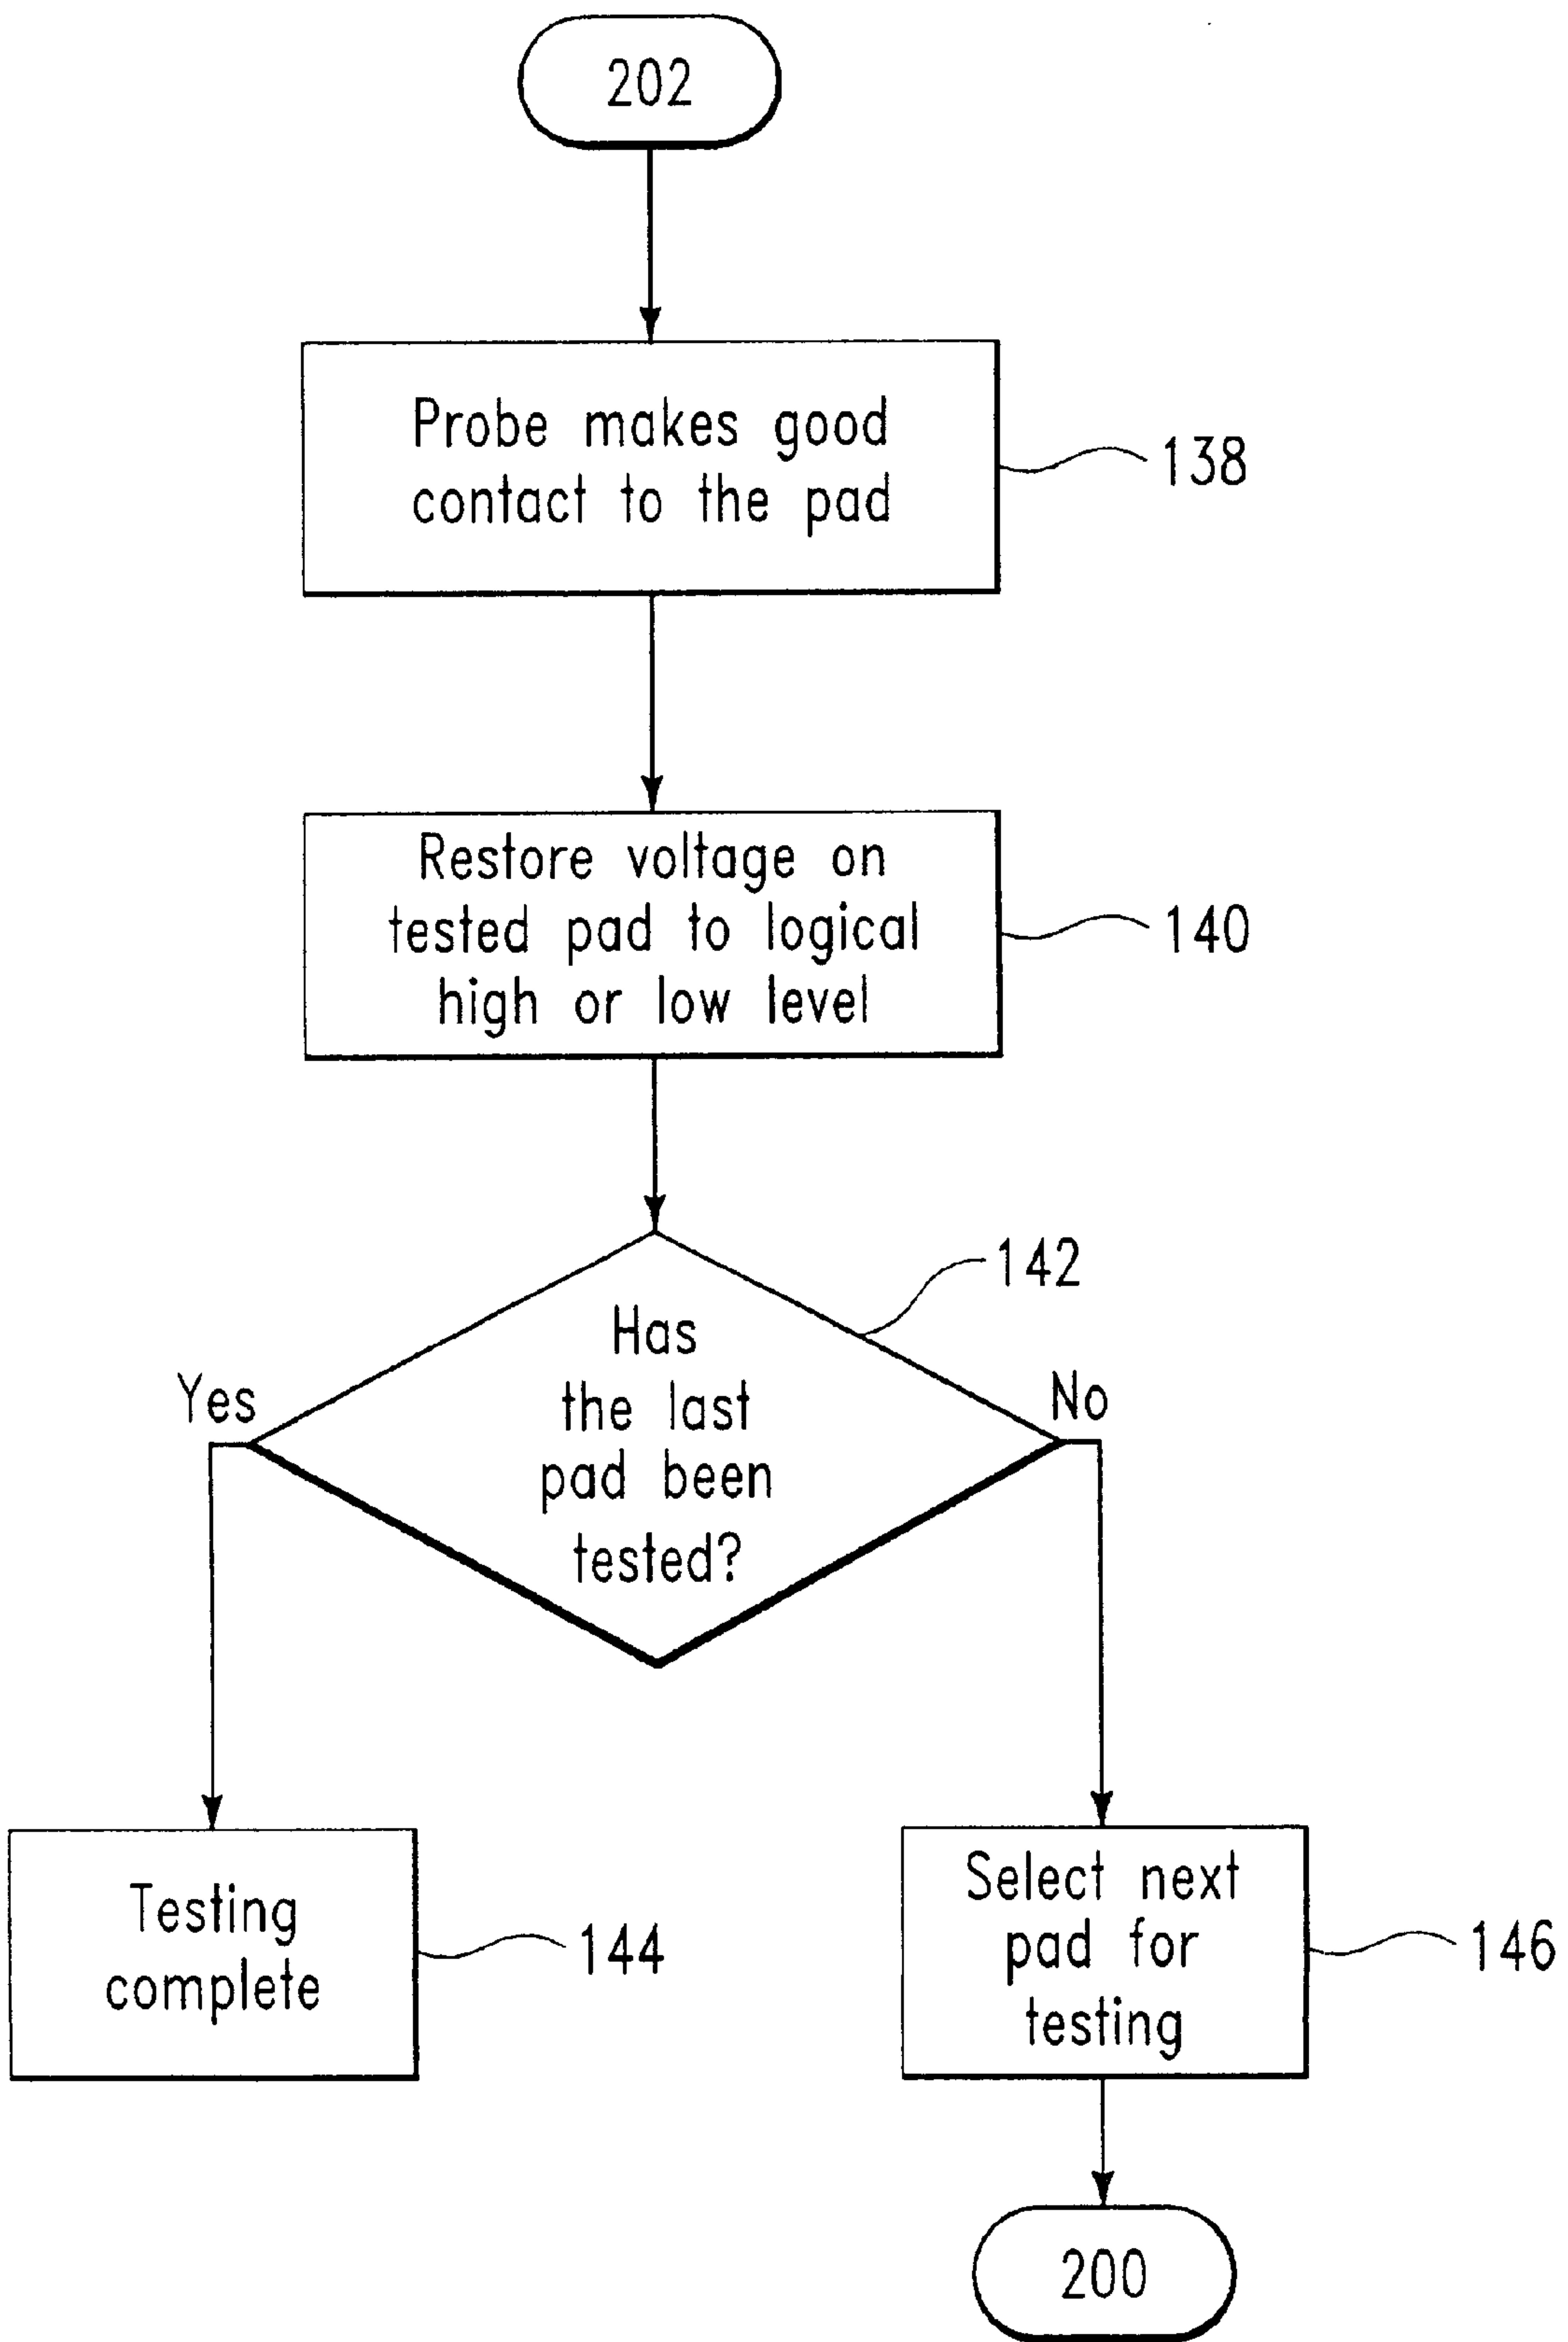 202
Probe makes good
contact to the pad
138
Restore voltage on
tested pad to logical
high or low level
140
142
Has
the last
pad been
tested?
Yes
No
Testing
complete
144
Select next
pad for
testing
146
200